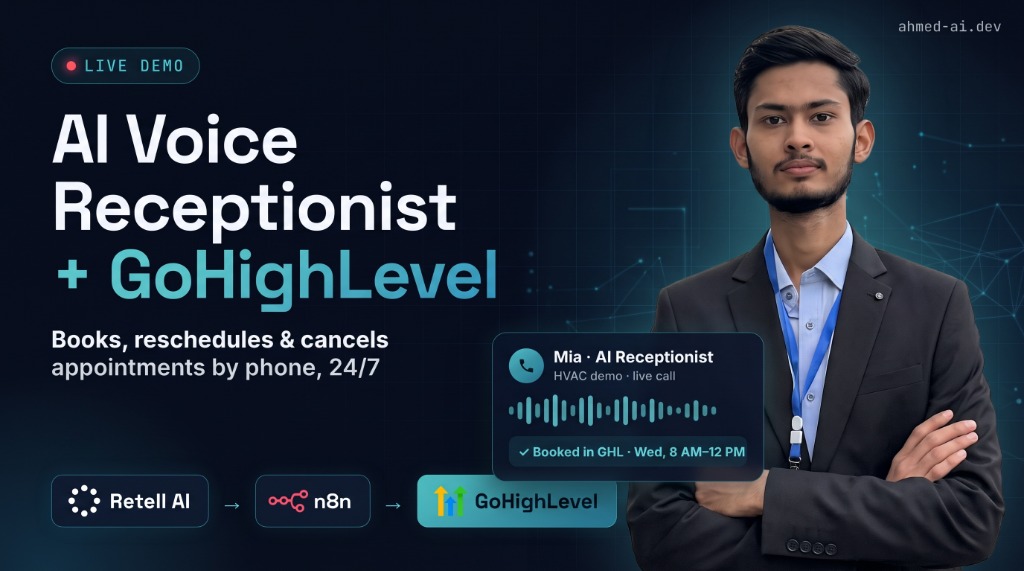 ahmed-ai.dev
LIVE DEMO
AI Voice
Receptionist
+ GoHighLevel
Books, reschedules & cancels
appointments by phone, 24/7
Mia · AI Receptionist
HVAC demo · live call
✓ Booked in GHL · Wed, 8 AM–12 PM
Retell AI → n8n → GoHighLevel